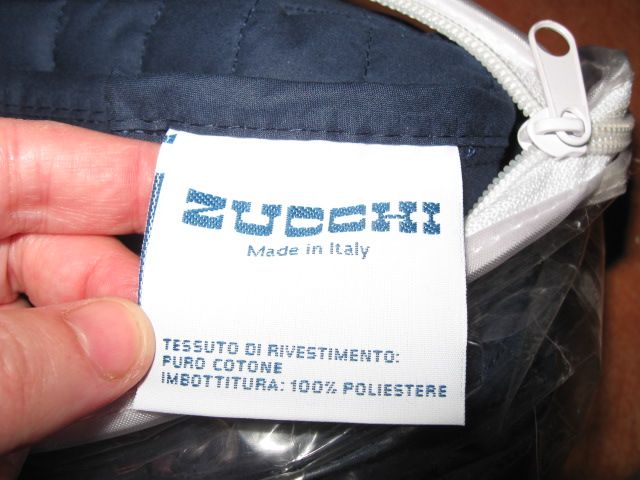 ZUCCHI
Made in Italy
TESSUTO DI RIVESTIMENTO:
PURO COTONE
IMBOTTITURA: 100% POLIESTERE